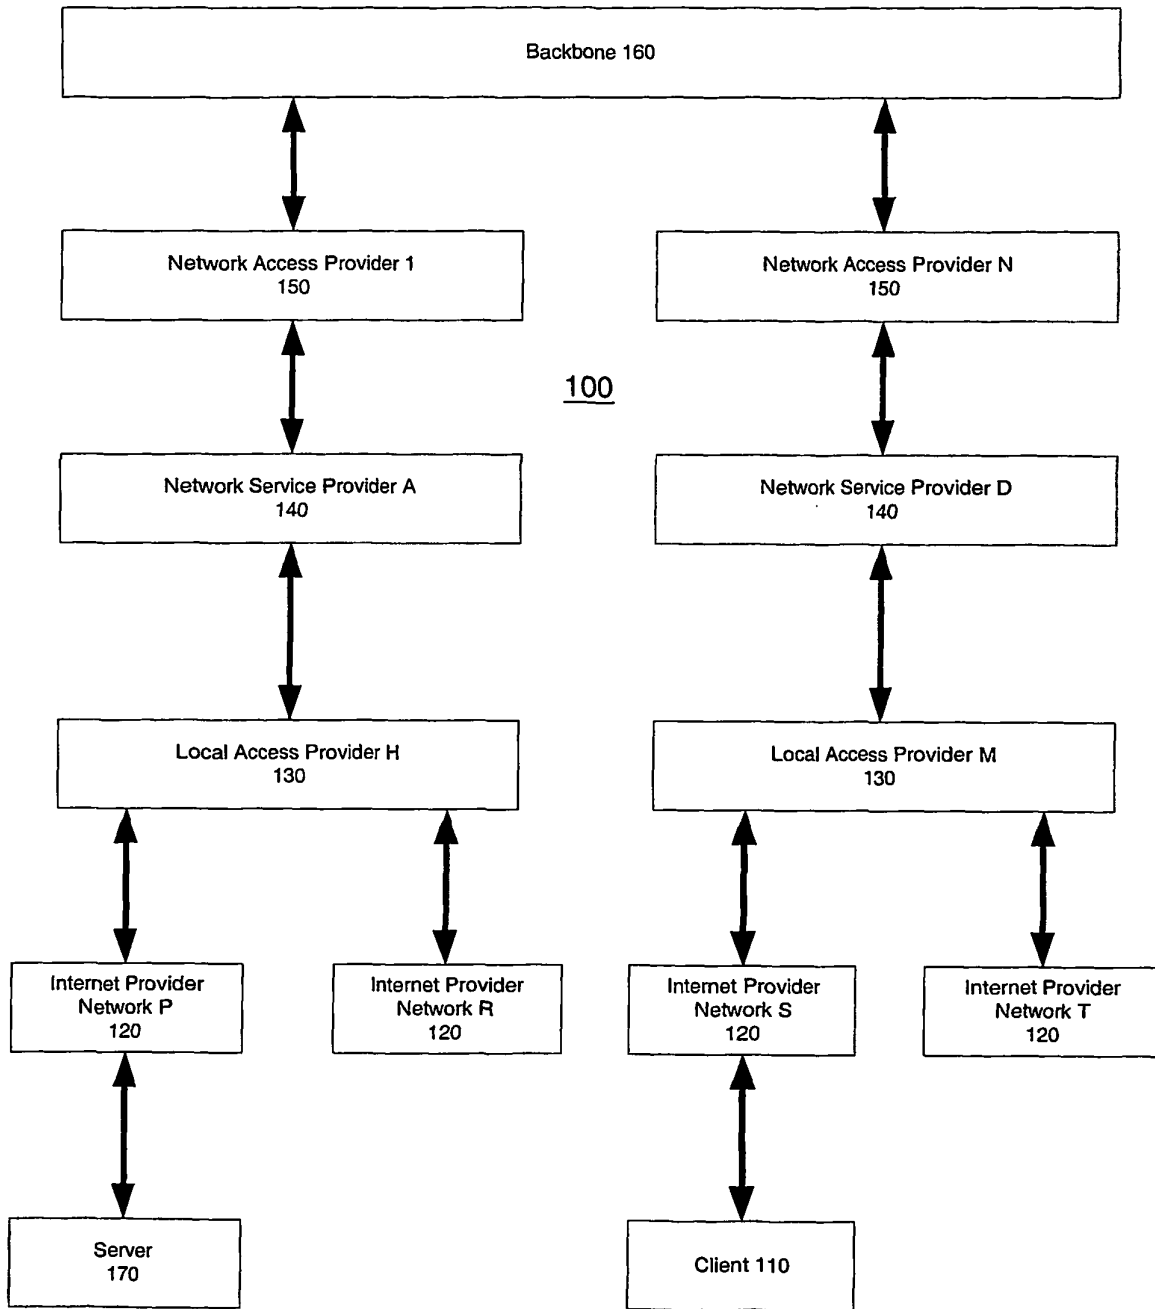 Backbone 160
Network Access Provider 1
150
Network Access Provider N
150
100
Network Service Provider A
140
Network Service Provider D
140
Local Access Provider H
130
Local Access Provider M
130
Internet Provider
Network P
120
Internet Provider
Network R
120
Internet Provider
Network S
120
Internet Provider
Network T
120
Server
170
Client 110